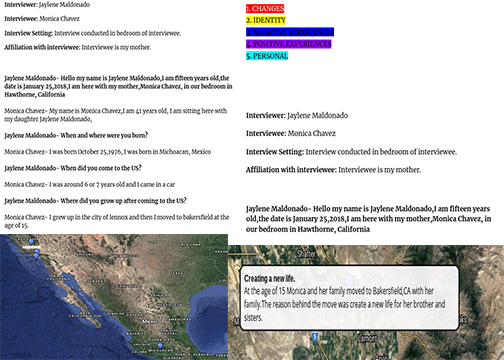 Interviewer: Jaylene Maldonado
Interviewee: Monica Chavez
Interview Setting: Interview conducted in bedroom of interviewee.
Affiliation with interviewee: Interviewee is my mother.
Jaylene Maldonado- Hello my name is Jaylene Maldonado,I am fifteen years old,the
date is January 25,2018,I am here with my mother,Monica Chavez, in our bedroom in
Hawthorne, California
Monica Chavez- My name is Monica Chavez,I am 41 years old, I am sitting here with
my daughter Jaylene Maldonado,
Jaylene Maldonado- When and where were you born?
Monica Chavez- I was born October 25,1976, I was born in Michoacan, Mexico
Jaylene Maldonado- When did you come to the US?
Monica Chavez- I was around 6 or 7 years old and I came in a car
Jaylene Maldonado- Where did you grow up after coming to the US?
Monica Chavez- I grew up in the city of lennox and then I moved to bakersfield at the
age of 15.
1. CHANGES
2. IDENTITY
3. NEGATIVE EXPERIENCES
4. POSITIVE EXPERIENCES
5. PERSONAL
Interviewer: Jaylene Maldonado
Interviewee: Monica Chavez
Interview Setting: Interview conducted in bedroom of interviewee.
Affiliation with interviewee: Interviewee is my mother.
Jaylene Maldonado- Hello my name is Jaylene Maldonado,I am fifteen years
old,the date is January 25,2018,I am here with my mother,Monica Chavez, in
our bedroom in Hawthorne, California
Mexico
Shafter
Creating a new life.
At the age of 15 Monica and her family moved to Bakersfield,CA with her
family.The reason behind the move was create a new life for her brother and
sisters.
Lamont